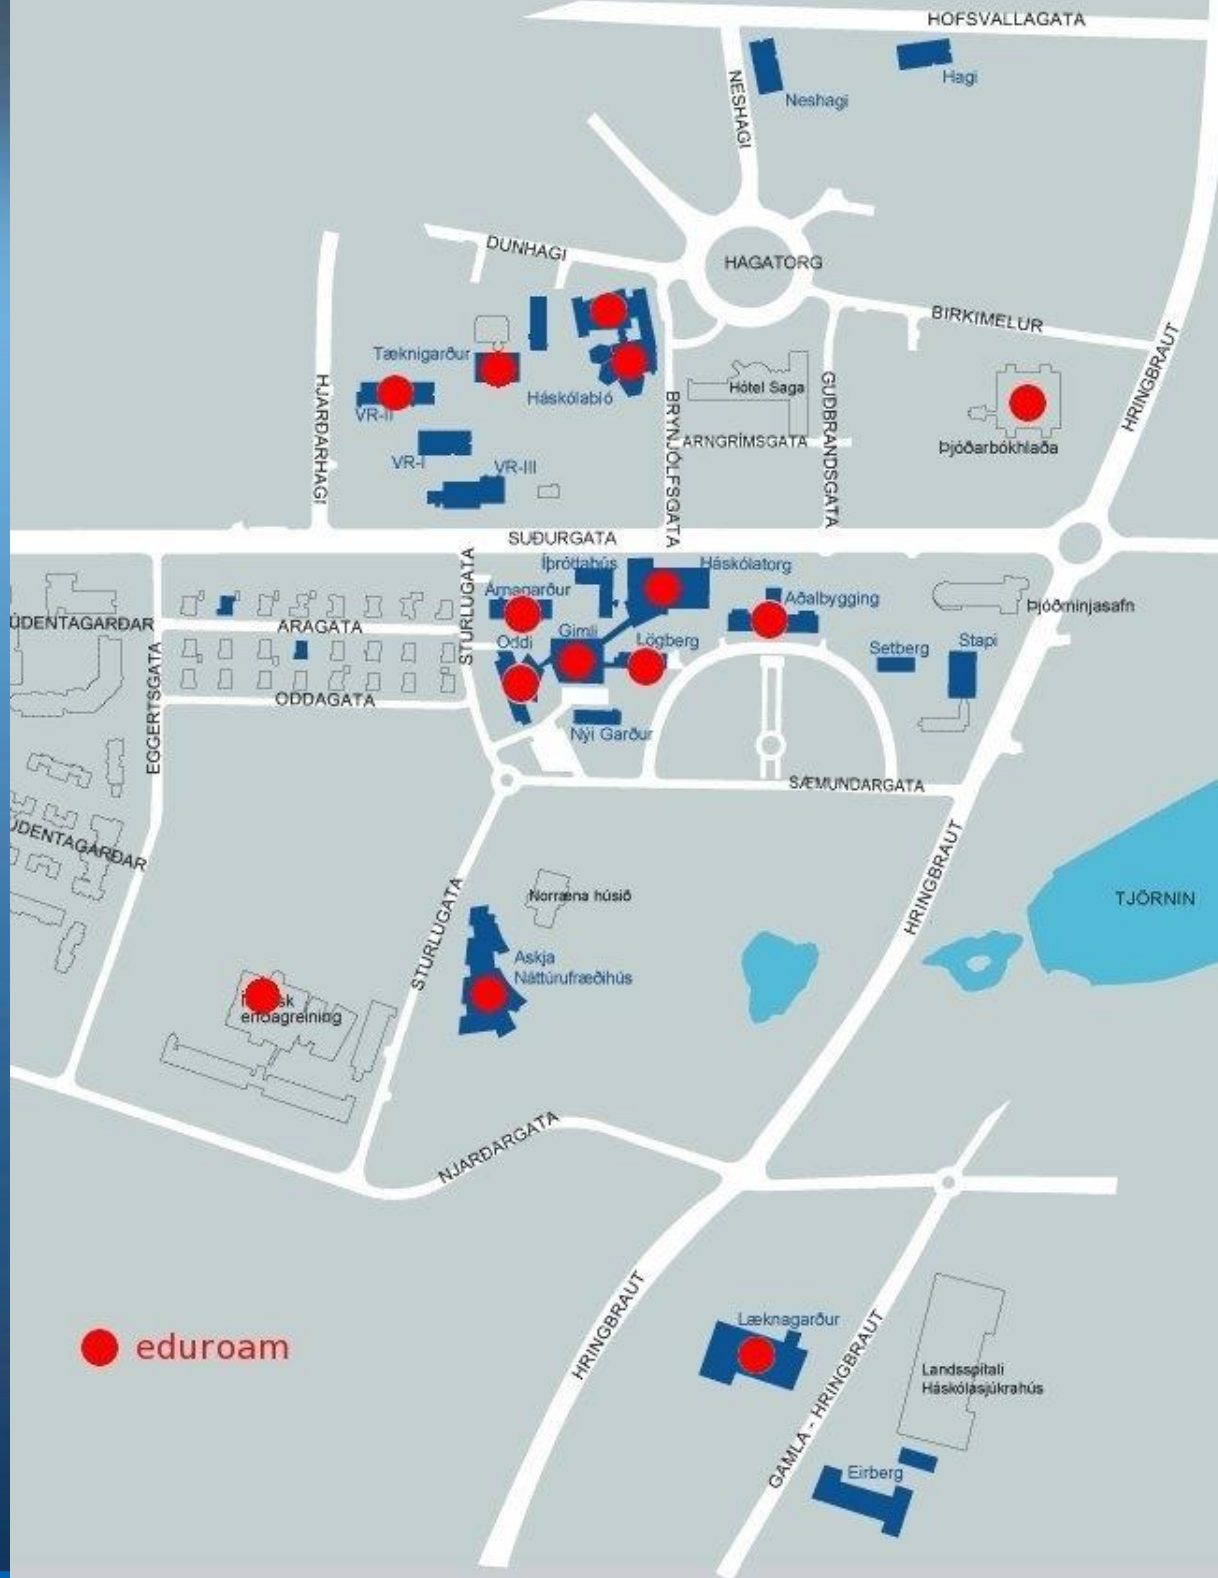 HOFSVALLAGATA
Hagi
Neshagi
NESHAGI
DUNHAGI
HAGATORG
BIRKIMELUR
HRINGBRAUT
Tæknigarður
VR-II
Háskólabíó
Hótel Saga
HJARÐARHAGI
BRYNJÓLFSGATA
GUÐBRANDSGATA
ARNGRÍMSGATA
Þjóðarbókhlaða
VR-I
VR-III
SUÐURGATA
Íþróttahús
Háskólatorg
STURLUGATA
Árnagarður
Aðalbygging
Þjóðminjasafn
ÚDENTAGARÐAR
ARAGATA
Oddi
Gimli
Lögberg
Setberg
Stapi
EGGERTSGATA
ODDAGATA
Nýi Garður
SÆMUNDARGATA
ÚDENTAGARÐAR
HRINGBRAUT
STURLUGATA
Norræna húsið
TJÖRNIN
Askja
Náttúrufræðihús
erfðagreining
NJARÐARGATA
HRINGBRAUT
GAMLA - HRINGBRAUT
Læknagarður
eduroam
Landsspítali
Háskólasjúkrahús
Eirberg